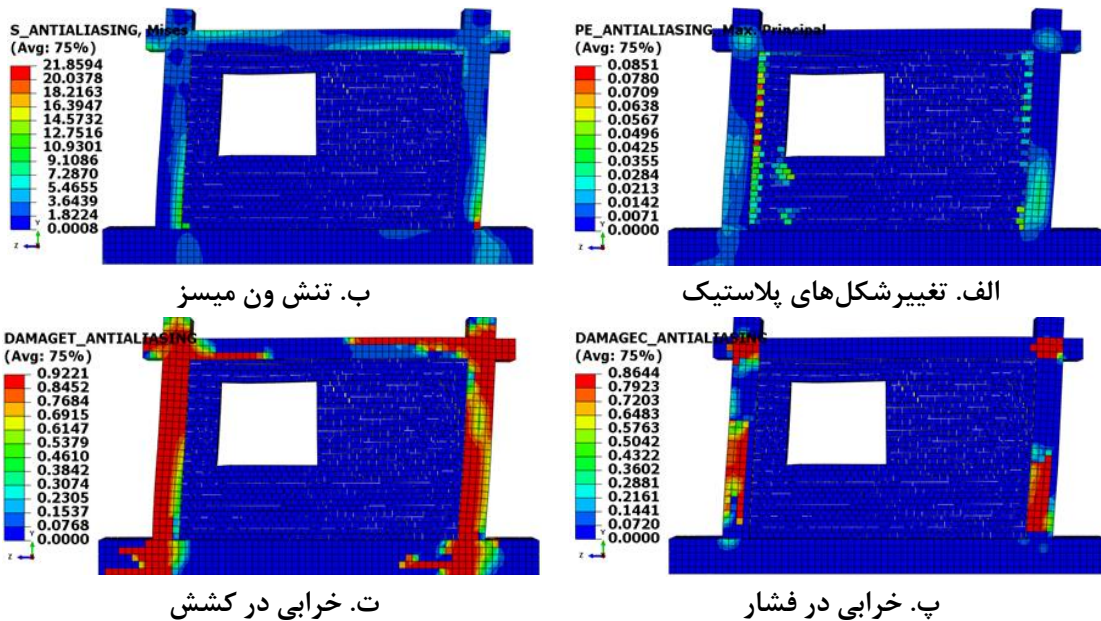 S_ANTIALIASING, Mises
(Avg: 75%)
21.8594
20.0378
18.2163
16.3947
14.5732
12.7516
10.9301
9.1086
7.2870
5.4655
3.6439
1.8224
0.0008
Y
Z
ب. تنش ون میسز
PE_ANTIALIASING, Max. Principal
(Avg: 75%)
0.0851
0.0780
0.0709
0.0638
0.0567
0.0496
0.0425
0.0355
0.0284
0.0213
0.0142
0.0071
0.0000
Y
Z
الف. تغییرشکل‌های پلاستیک
DAMAGET_ANTIALIASING
(Avg: 75%)
0.9221
0.8452
0.7684
0.6915
0.6147
0.5379
0.4610
0.3842
0.3074
0.2305
0.1537
0.0768
0.0000
Y
Z
ت. خرابی در کشش
DAMAGEC_ANTIALIASING
(Avg: 75%)
0.8644
0.7923
0.7203
0.6483
0.5763
0.5042
0.4322
0.3602
0.2881
0.2161
0.1441
0.0720
0.0000
Y
Z
پ. خرابی در فشار